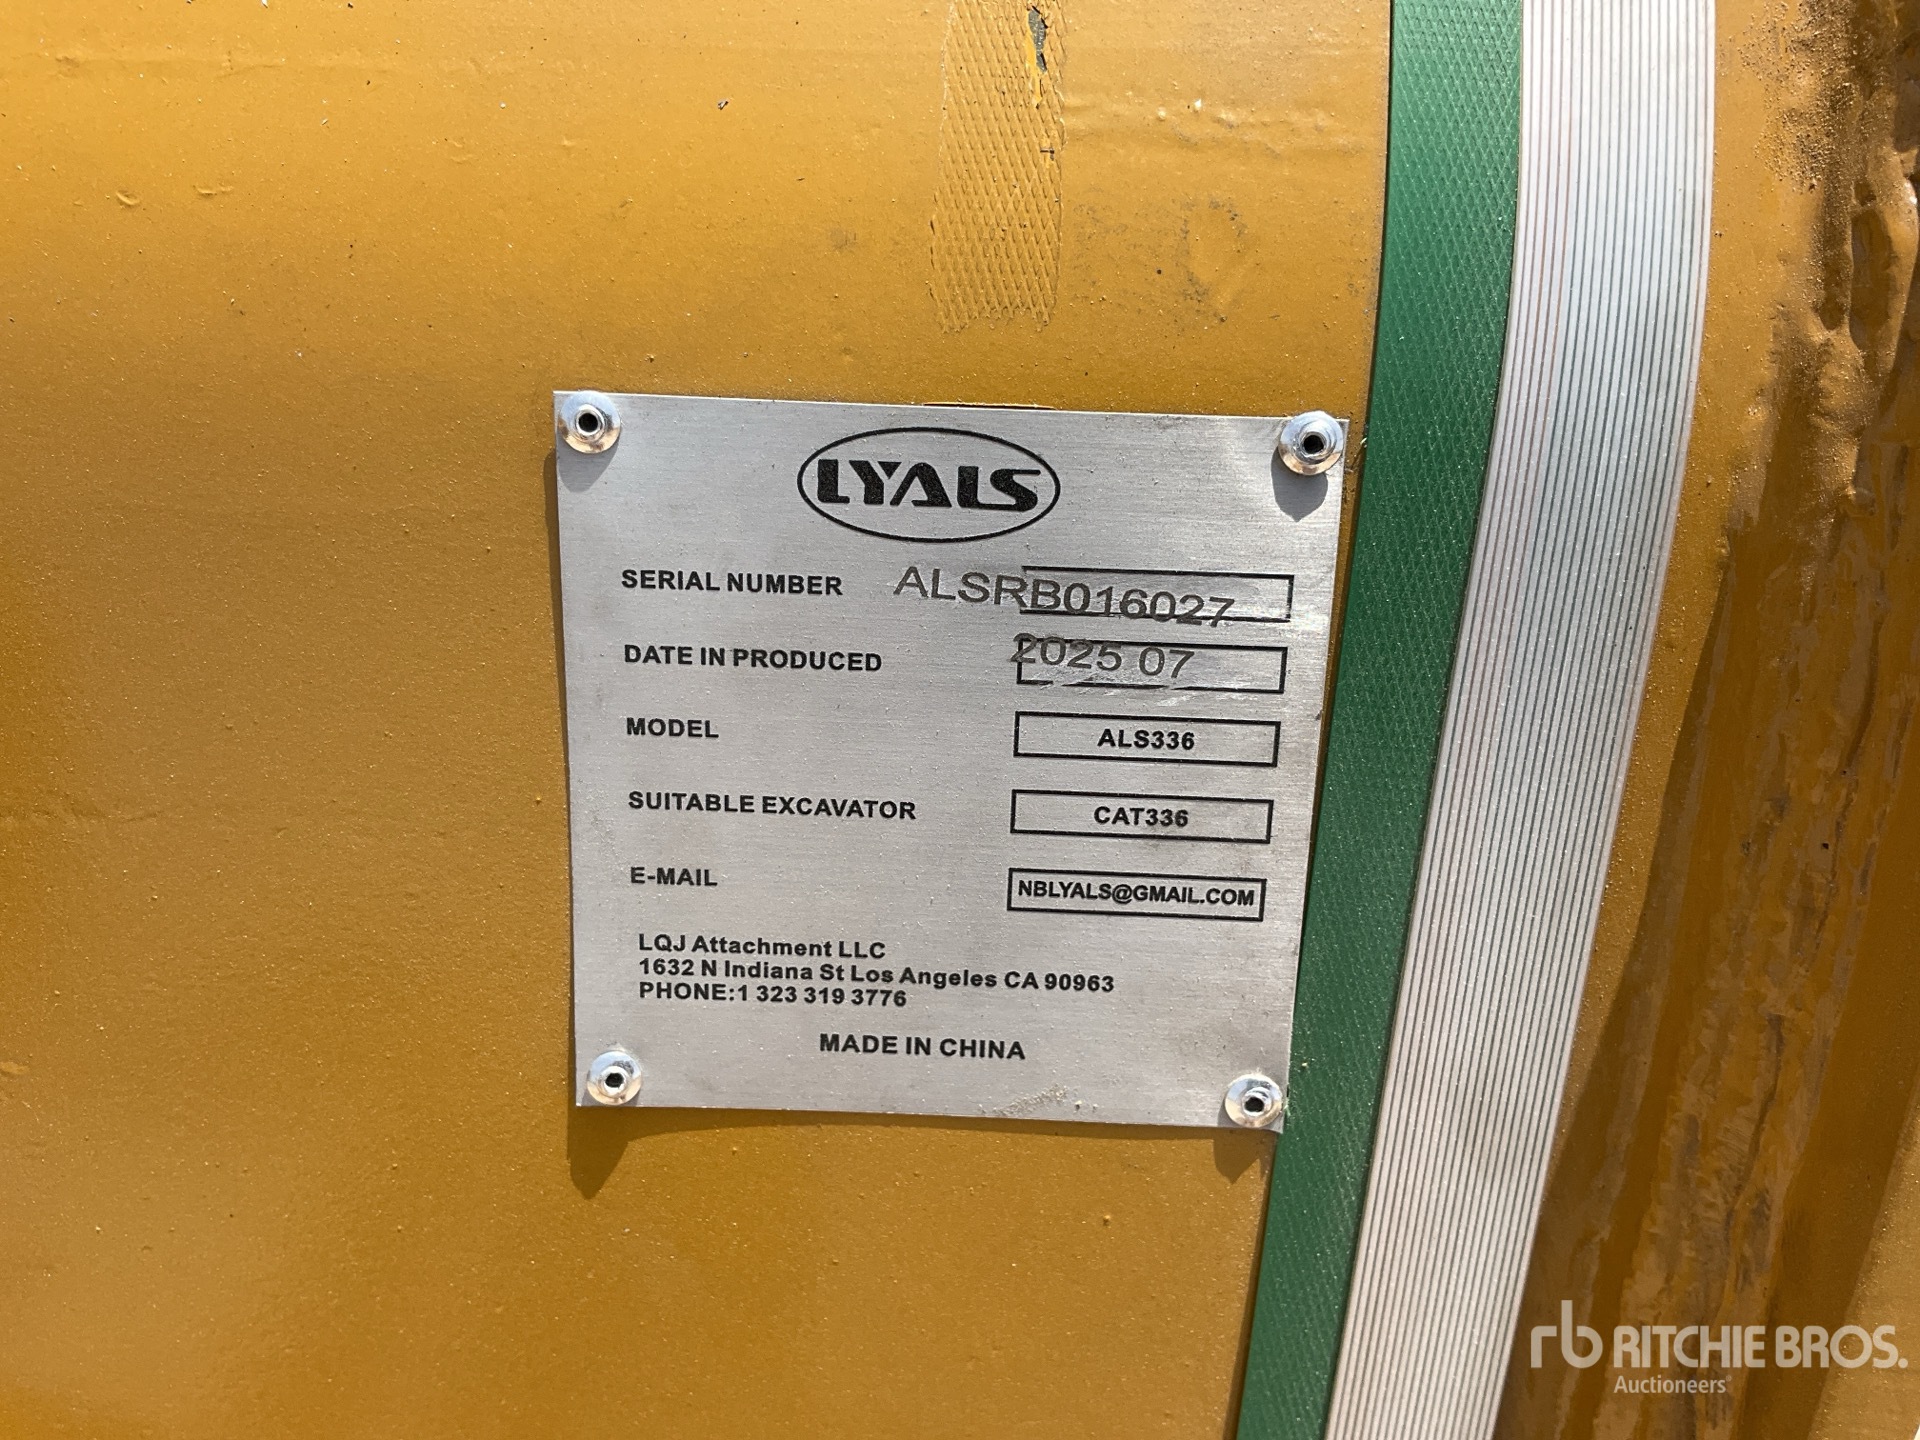 LYALS
SERIAL NUMBER ALSRB016027
DATE IN PRODUCED 2025 07
MODEL ALS336
SUITABLE EXCAVATOR CAT336
E-MAIL NBLYALS@GMAIL.COM
LQJ Attachment LLC
1632 N Indiana St Los Angeles CA 90963
PHONE:1 323 319 3776
MADE IN CHINA
rb RITCHIE BROS.
Auctioneers